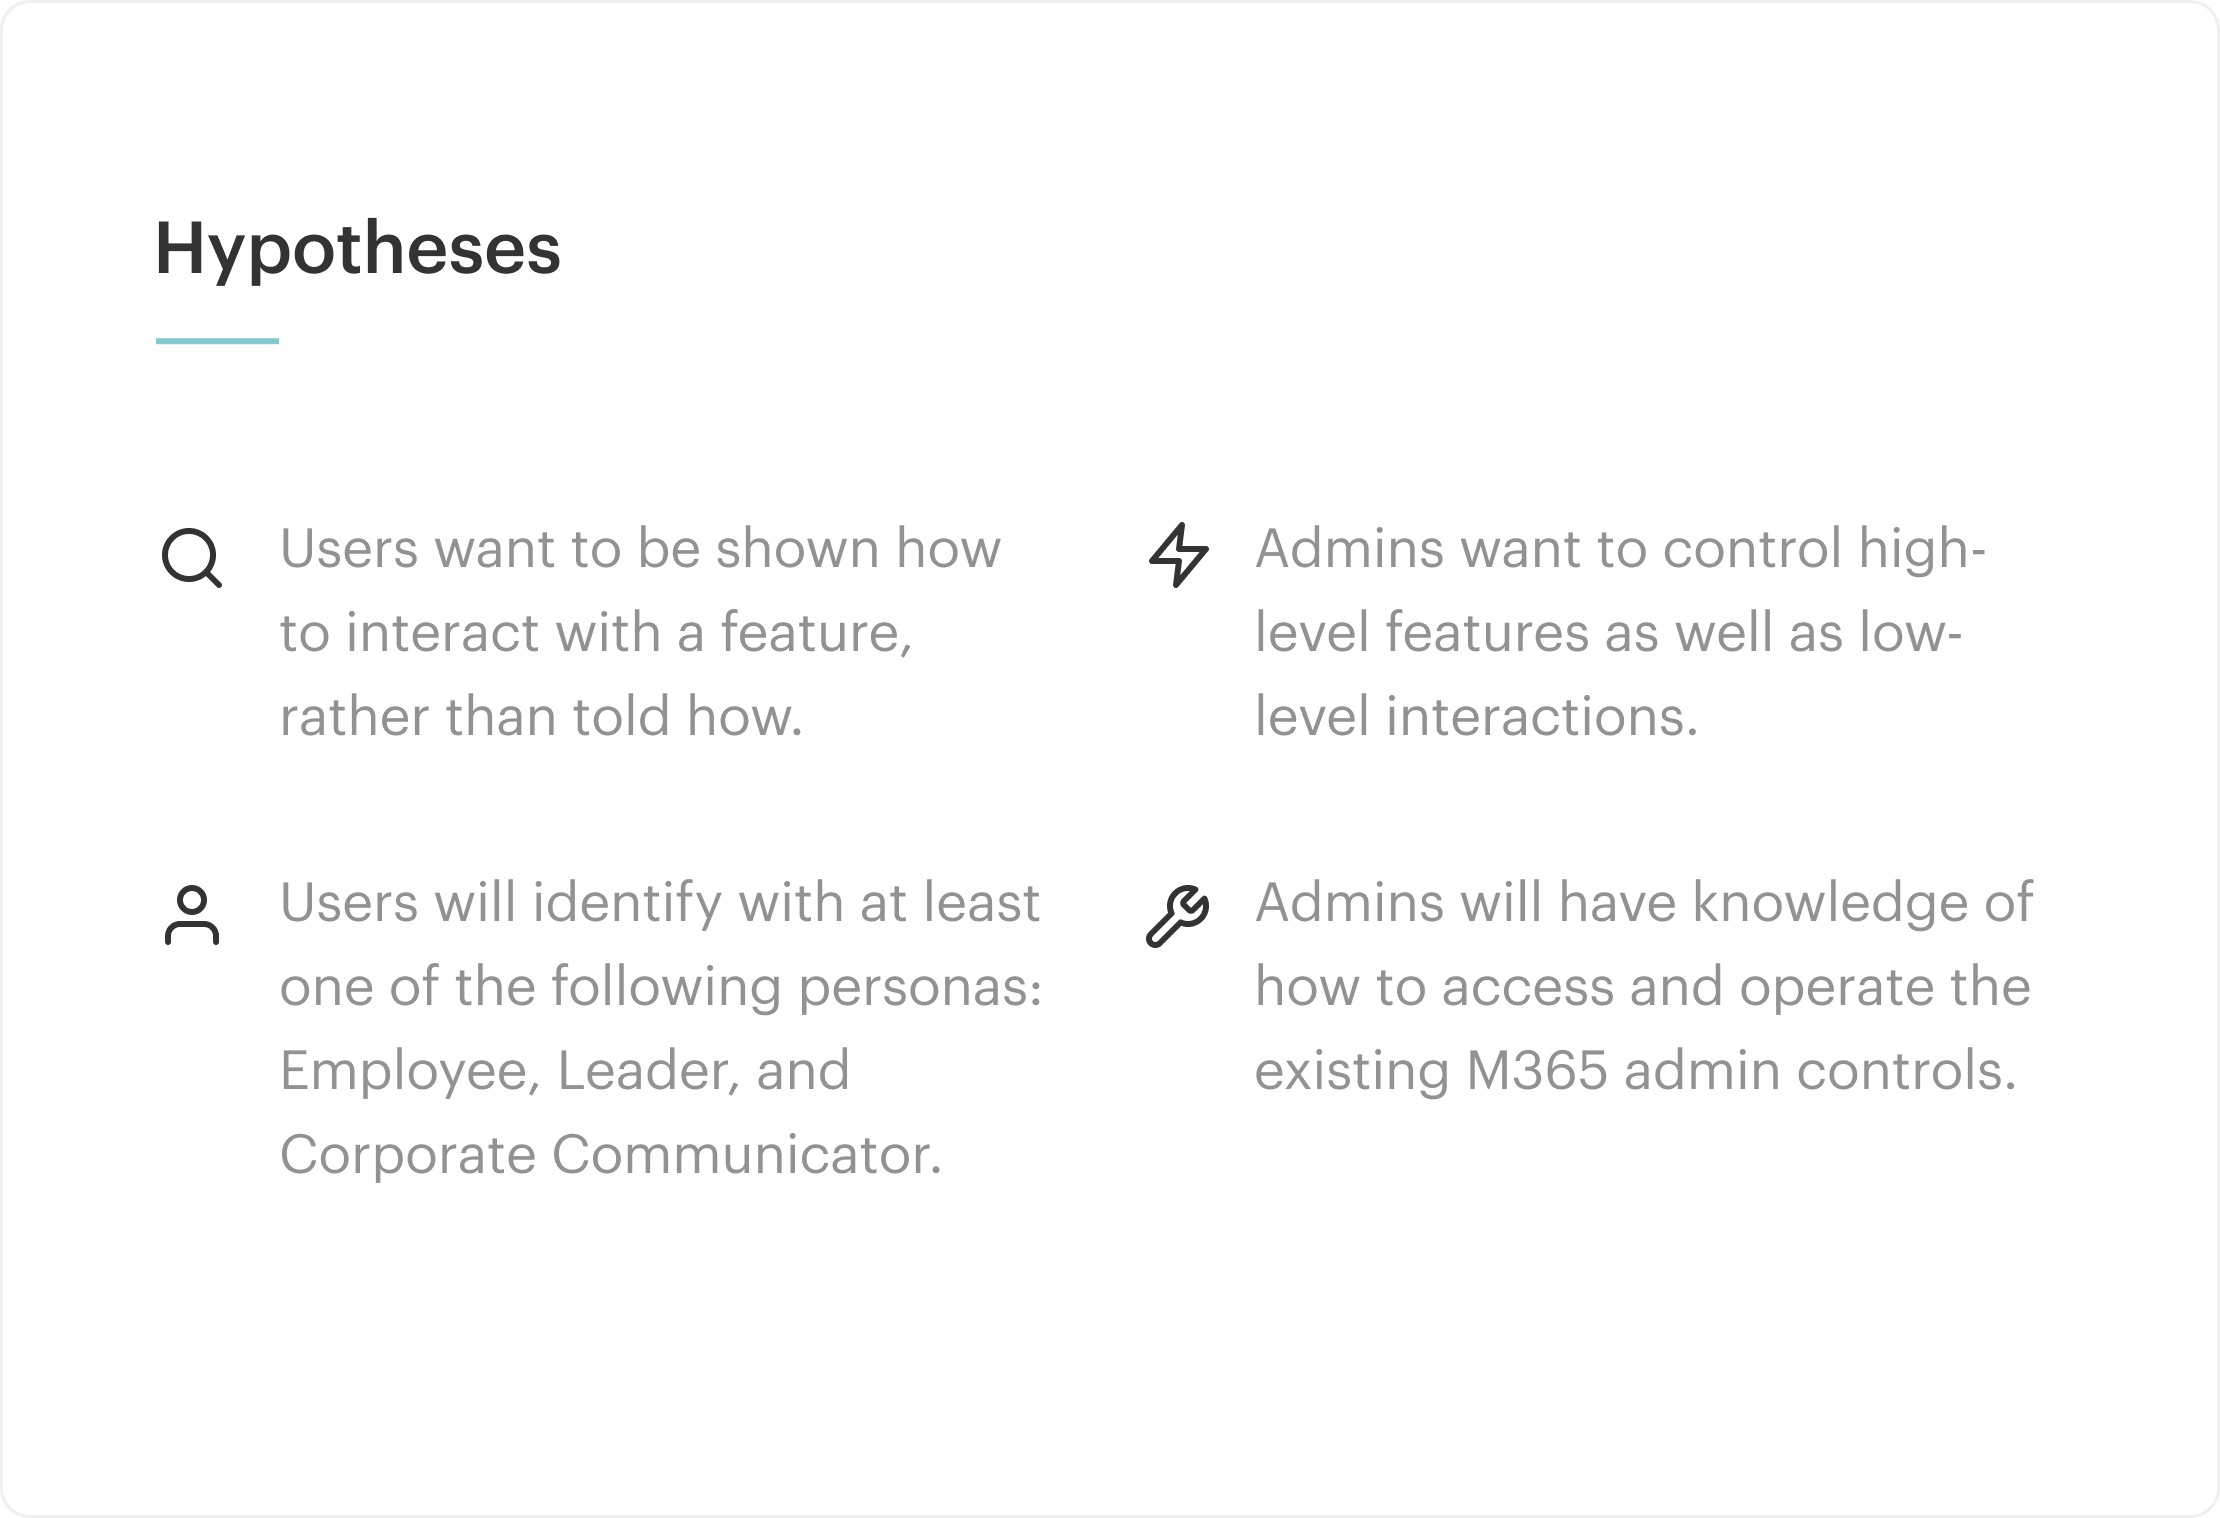 Hypotheses
Users want to be shown how
to interact with a feature,
rather than told how.
Admins want to control high-
level features as well as low-
level interactions.
Users will identify with at least
one of the following personas:
Employee, Leader, and
Corporate Communicator.
Admins will have knowledge of
how to access and operate the
existing M365 admin controls.